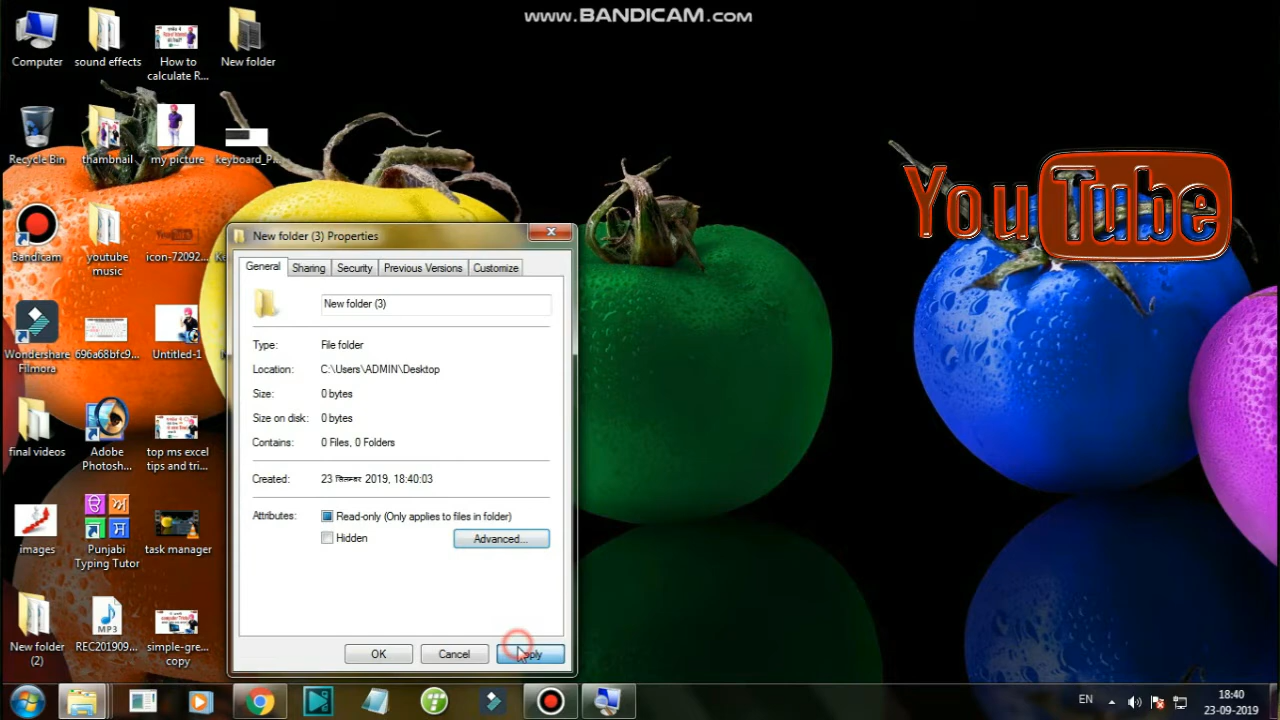 www.BANDICAM.com
Computer
sound effects
How to calculate R...
New folder
Recycle Bin
thumbnail
my picture
keyboard_P...
Bandicam
youtube music
icon-72092...
Wondershare Filmora
696a68bfc9...
Untitled-1
final videos
Adobe Photosh...
top ms excel tips and tri...
images
Punjabi Typing Tutor
task manager
New folder (2)
REC201909...
simple-gre... copy
YouTube
New folder (3) Properties
General
Sharing
Security
Previous Versions
Customize
New folder (3)
Type: File folder
Location: C:\Users\ADMIN\Desktop
Size: 0 bytes
Size on disk: 0 bytes
Contains: 0 Files, 0 Folders
Created: 23 2019, 18:40:03
Attributes: Read-only (Only applies to files in folder)
Hidden
Advanced...
OK
Cancel
Apply
EN
18:40
23-09-2019